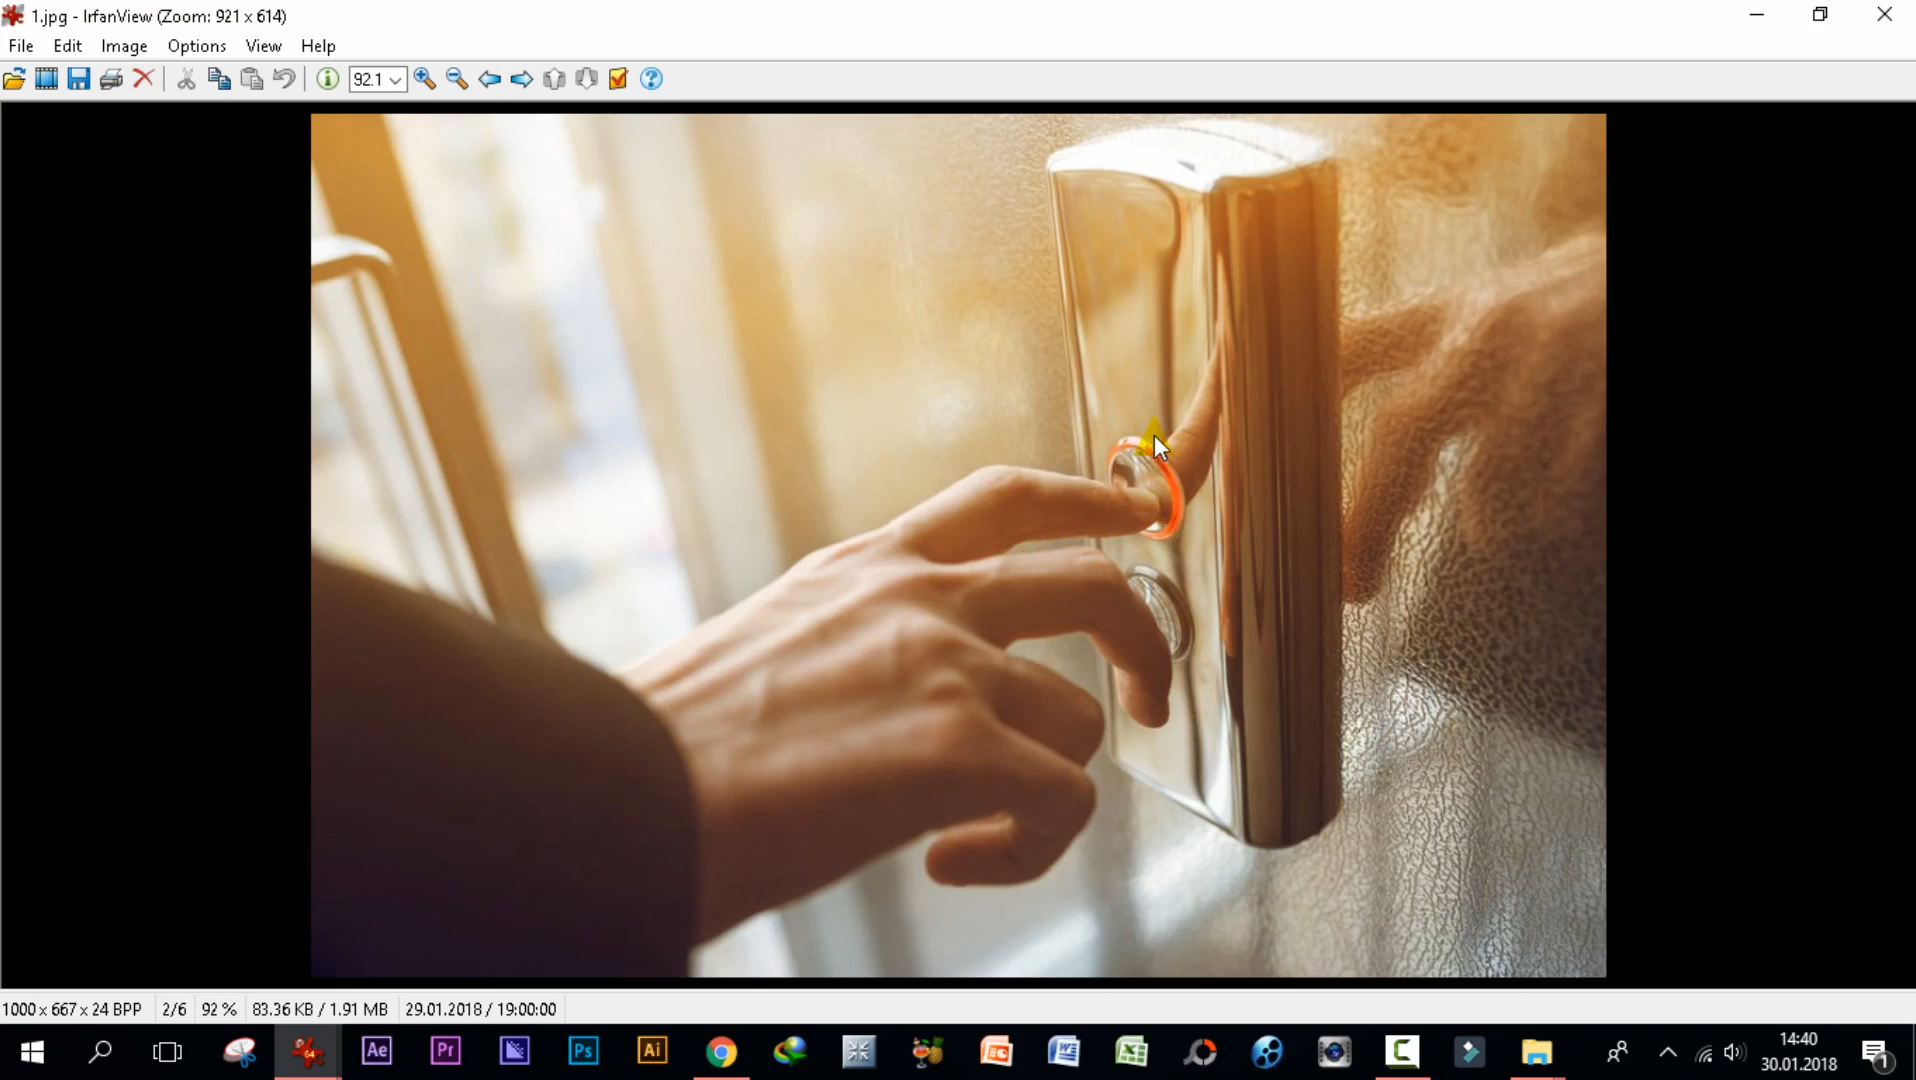 1.jpg - IrfanView (Zoom: 921 x 614)
File Edit Image Options View Help
92.1
1000 x 667 x 24 BPP 2/6 92 % 83.36 KB / 1.91 MB 29.01.2018 / 19:00:00
64 Ae Pr Ps Ai
14:40
30.01.2018
1